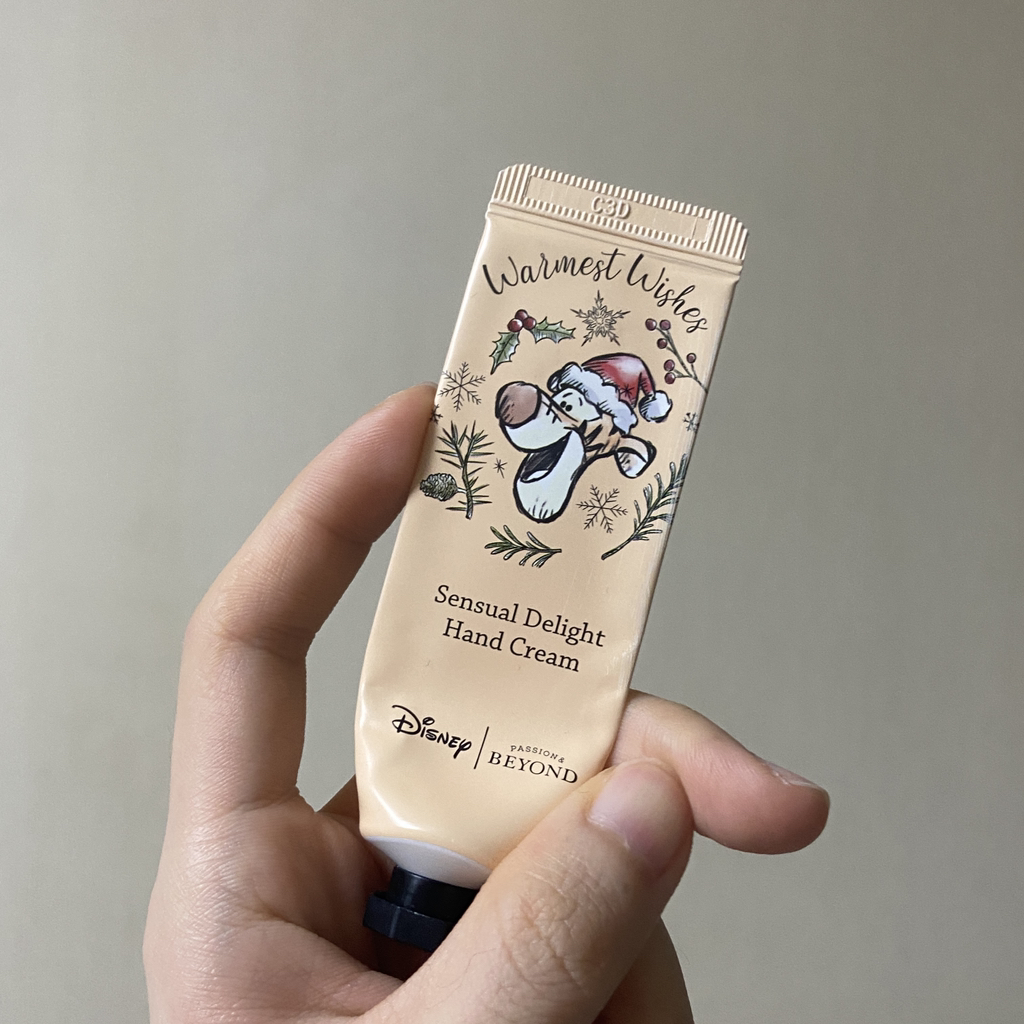 C3D
Warmest Wishes
Sensual Delight
Hand Cream
Disney
PASSION &
BEYOND